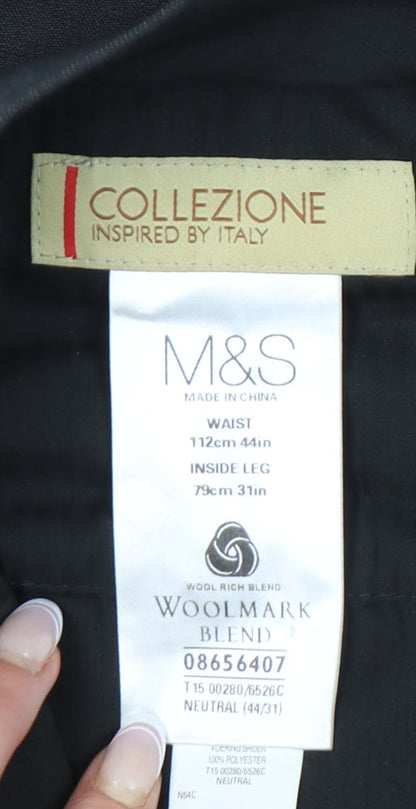 COLLEZIONE
INSPIRED BY ITALY
M&S
MADE IN CHINA
WAIST
112cm 44in
INSIDE LEG
79cm 31in
WOOL RICH BLEND
WOOLMARK
BLEND
08656407
T15 00280/6526C
NEUTRAL (44/31)
100% POLYESTER
T15 00280/6526C
NEUTRAL
N64C